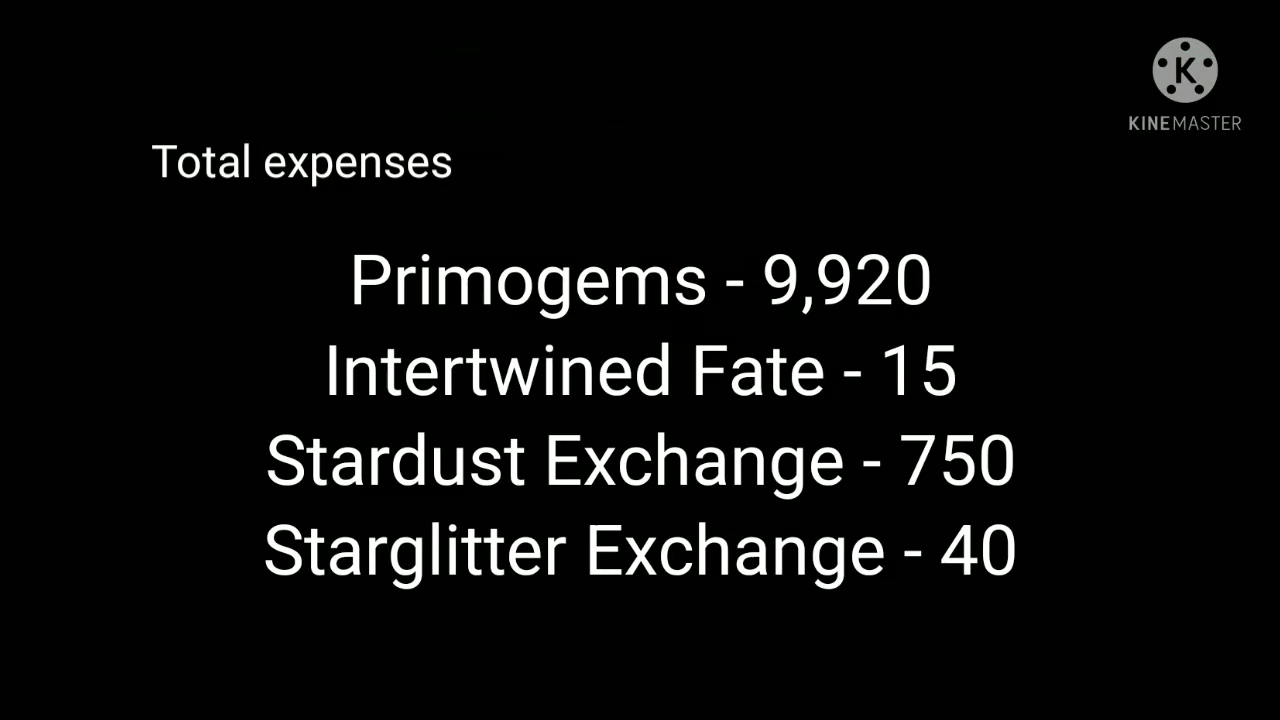 K
KINEMASTER
Total expenses
Primogems - 9,920
Intertwined Fate - 15
Stardust Exchange - 750
Starglitter Exchange - 40